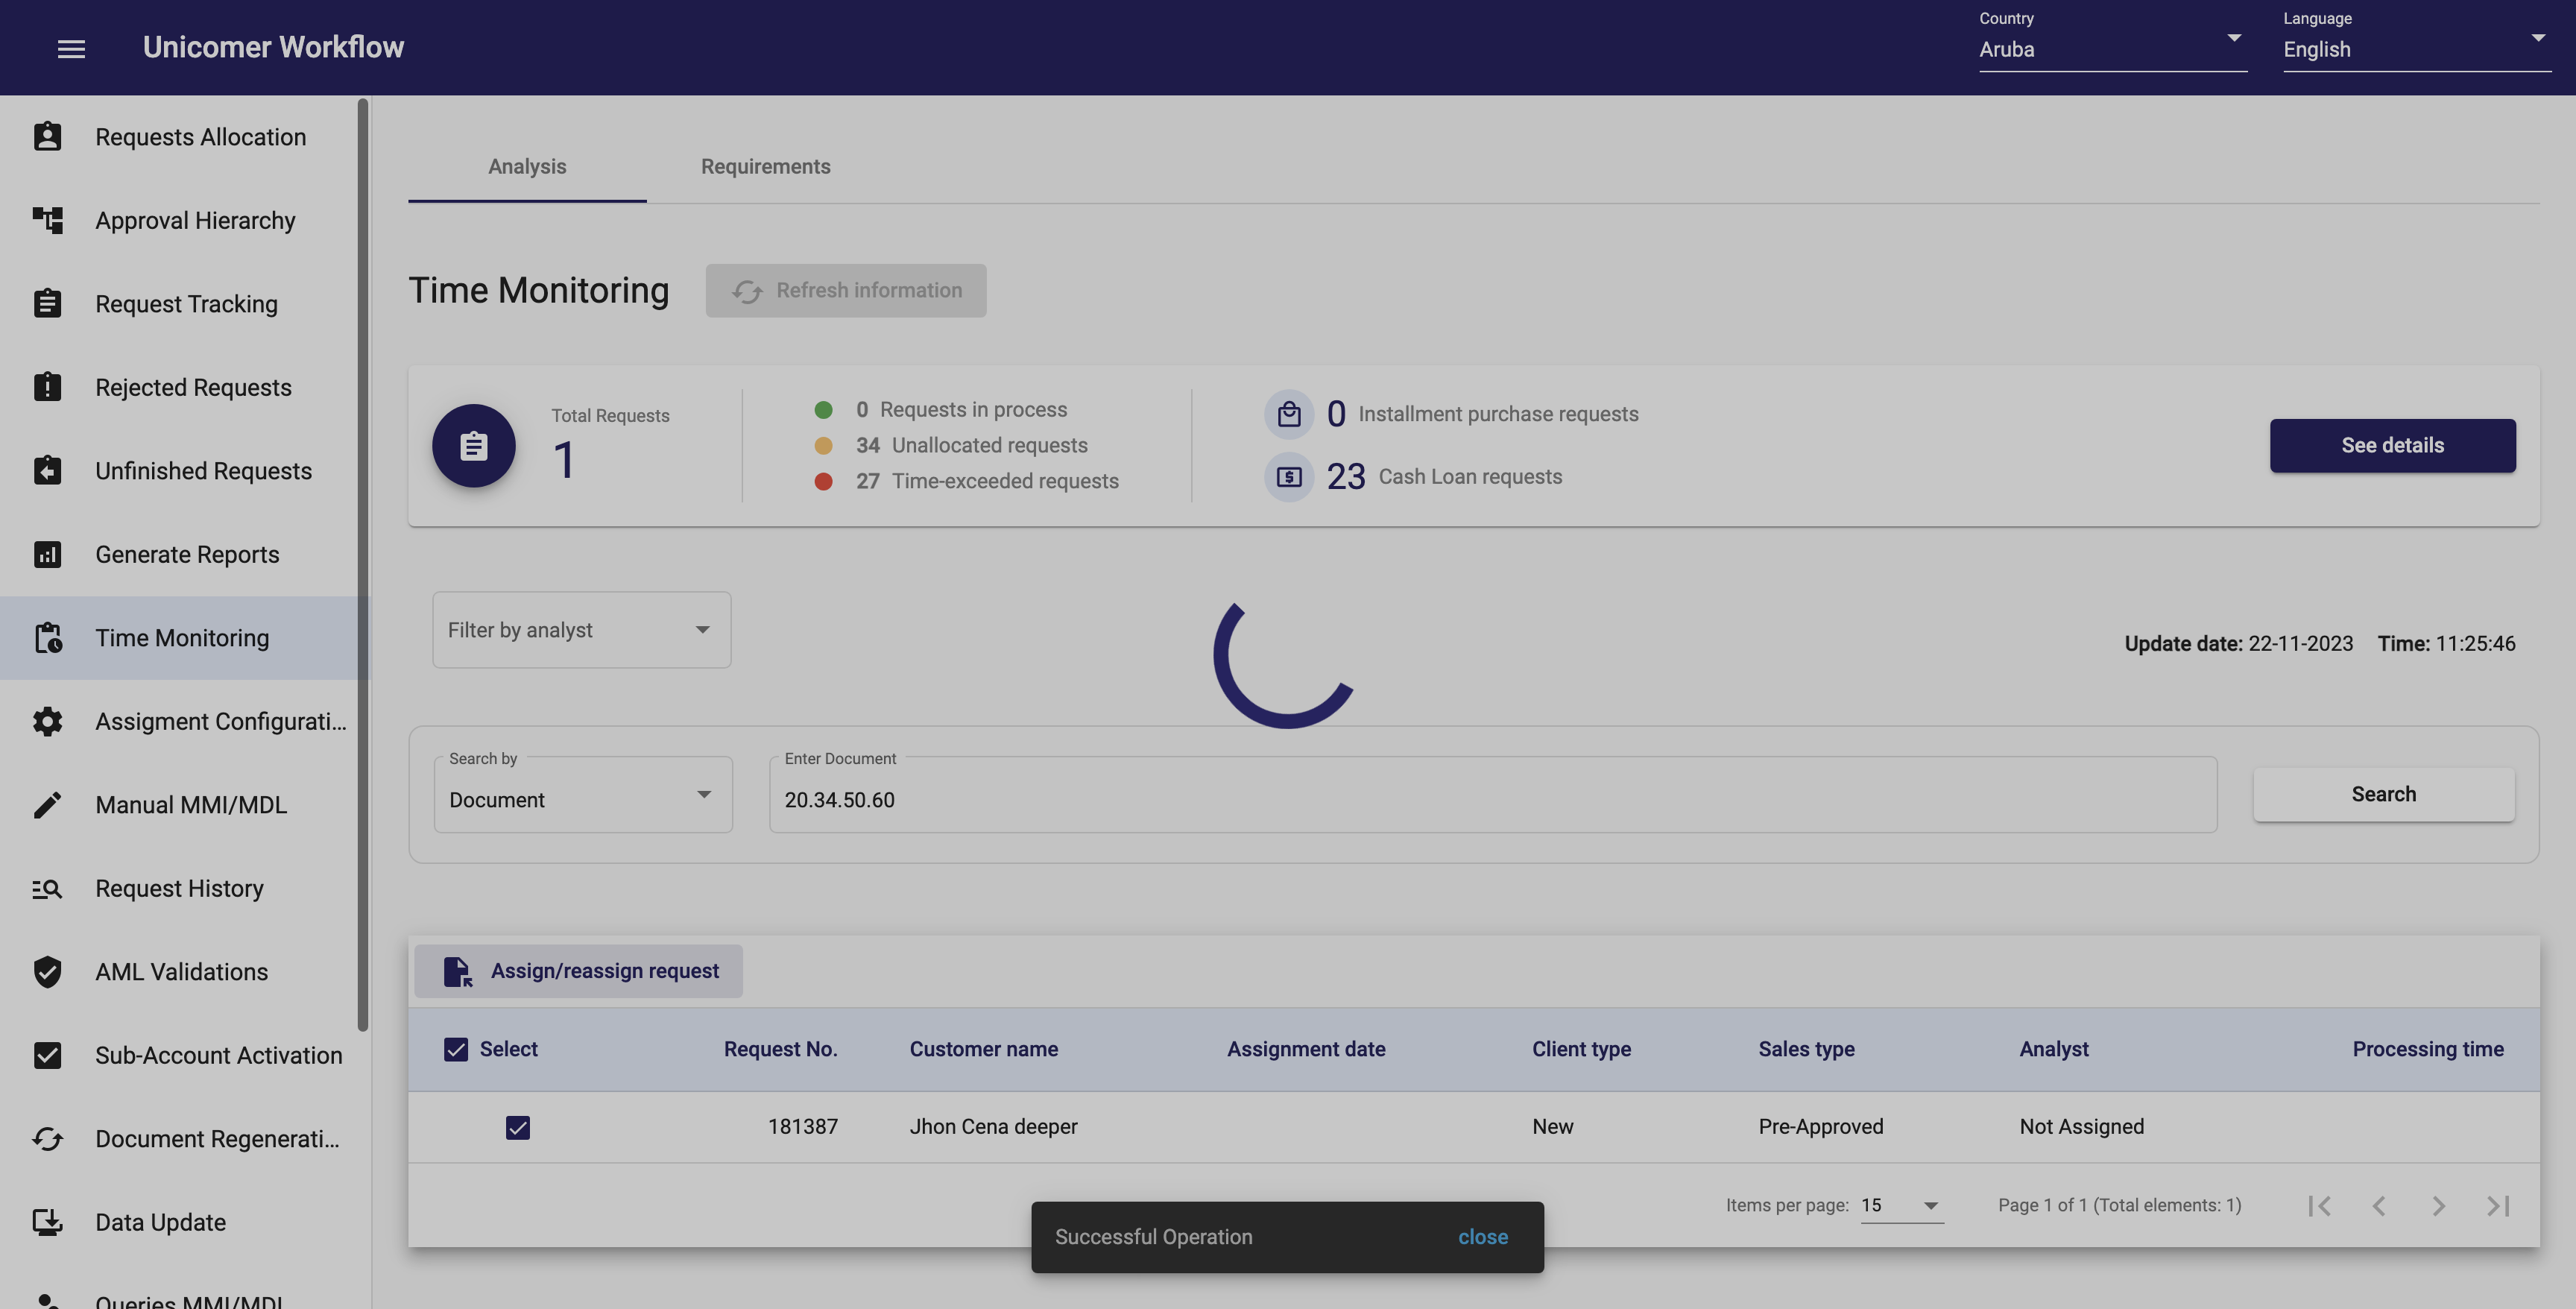 Unicomer Workflow
Country
Aruba
Language
English
Requests Allocation
Approval Hierarchy
Request Tracking
Rejected Requests
Unfinished Requests
Generate Reports
Time Monitoring
Assigment Configurati...
Manual MMI/MDL
Request History
AML Validations
Sub-Account Activation
Document Regenerati...
Data Update
Queries MMI/MDL
Analysis
Requirements
Time Monitoring
Refresh information
Total Requests
1
0 Requests in process
34 Unallocated requests
27 Time-exceeded requests
0 Installment purchase requests
23 Cash Loan requests
See details
Filter by analyst
Update date: 22-11-2023 Time: 11:25:46
Search by
Document
Enter Document
20.34.50.60
Search
Assign/reassign request
Select Request No. Customer name Assignment date Client type Sales type Analyst Processing time
181387 Jhon Cena deeper New Pre-Approved Not Assigned
Items per page: 15 Page 1 of 1 (Total elements: 1)
Successful Operation close